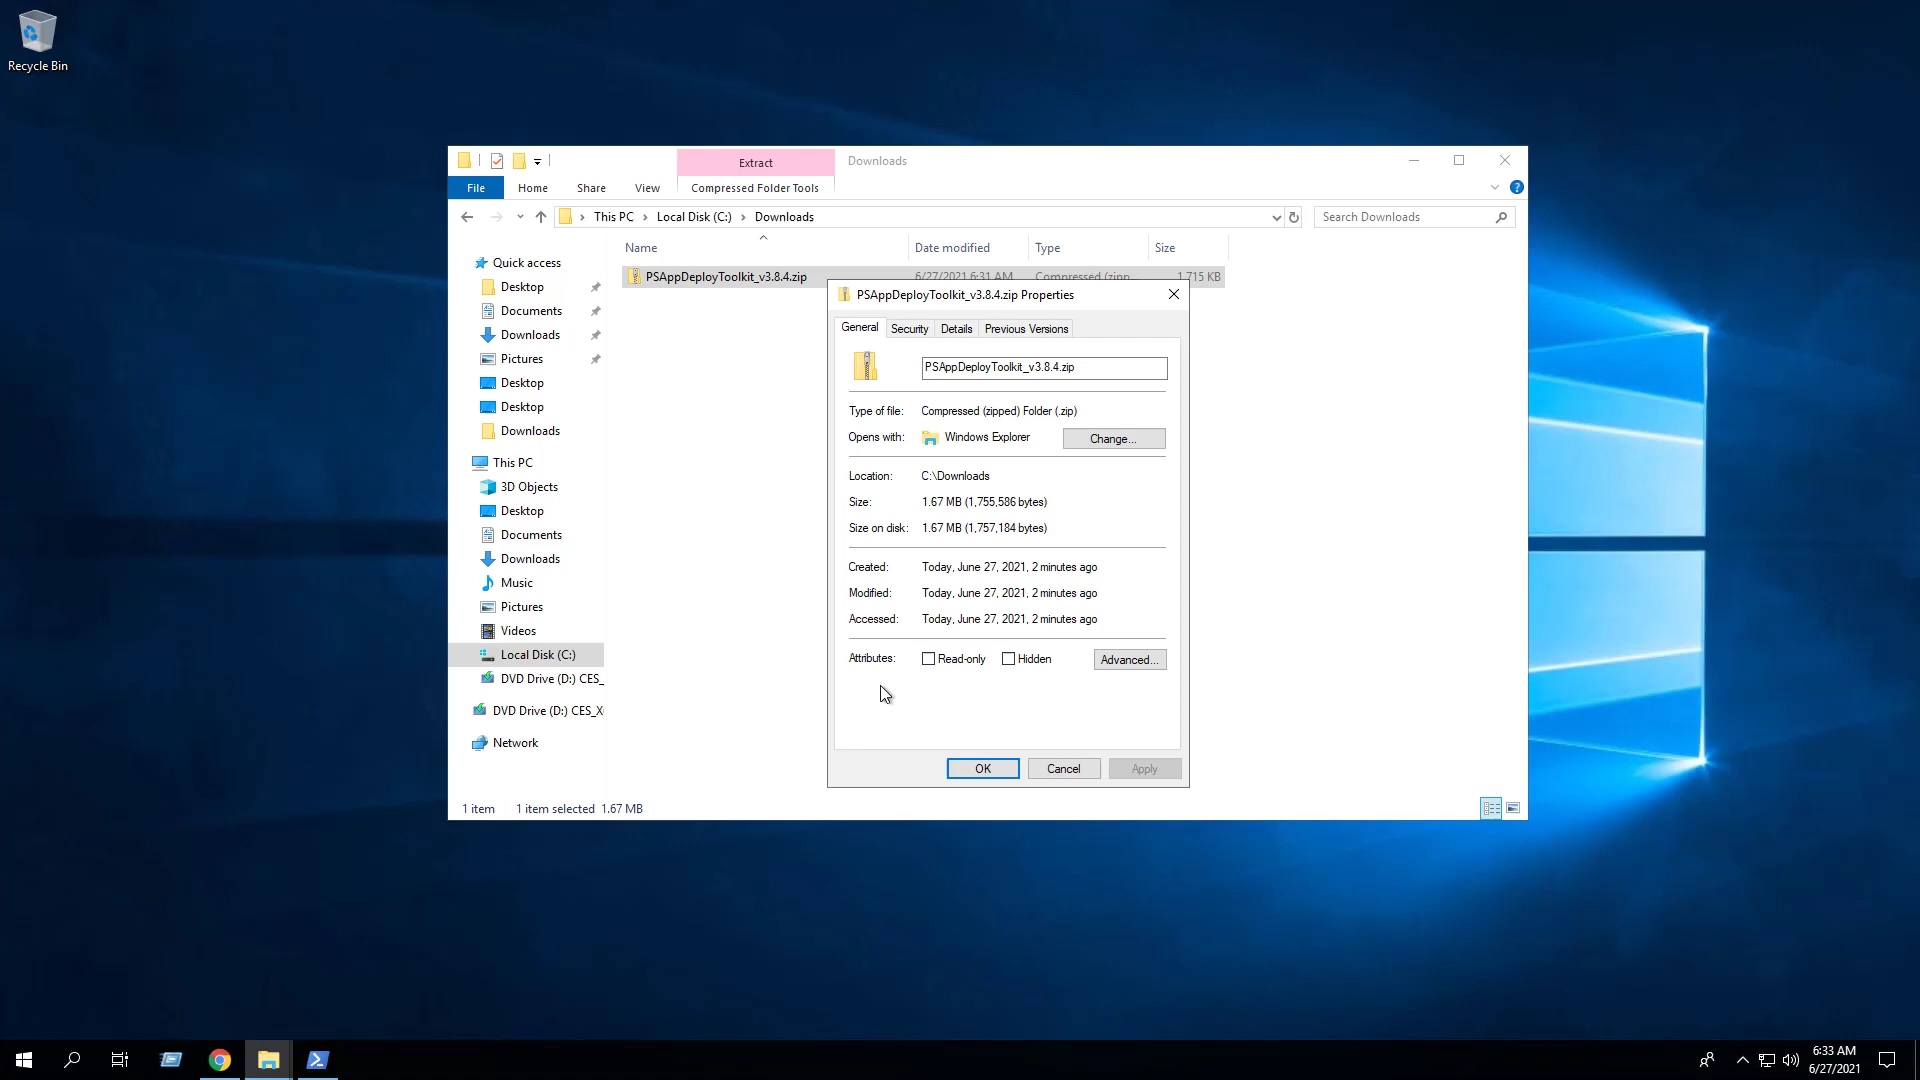 Recycle Bin
Extract
Downloads
File
Home
Share
View
Compressed Folder Tools
This PC
Local Disk (C:)
Downloads
Search Downloads
Name
Date modified
Type
Size
PSAppDeployToolkit_v3.8.4.zip
6/27/2021 6:31 AM
Compressed (zipp...
1,715 KB
Quick access
Desktop
Documents
Downloads
Pictures
Desktop
Desktop
Downloads
This PC
3D Objects
Desktop
Documents
Downloads
Music
Pictures
Videos
Local Disk (C:)
DVD Drive (D:) CES_
DVD Drive (D:) CES_X
Network
1 item
1 item selected 1.67 MB
PSAppDeployToolkit_v3.8.4.zip Properties
General
Security
Details
Previous Versions
PSAppDeployToolkit_v3.8.4.zip
Type of file: Compressed (zipped) Folder (.zip)
Opens with: Windows Explorer
Change...
Location: C:\Downloads
Size: 1.67 MB (1,755,586 bytes)
Size on disk: 1.67 MB (1,757,184 bytes)
Created: Today, June 27, 2021, 2 minutes ago
Modified: Today, June 27, 2021, 2 minutes ago
Accessed: Today, June 27, 2021, 2 minutes ago
Attributes: Read-only Hidden
Advanced...
OK
Cancel
Apply
6:33 AM
6/27/2021